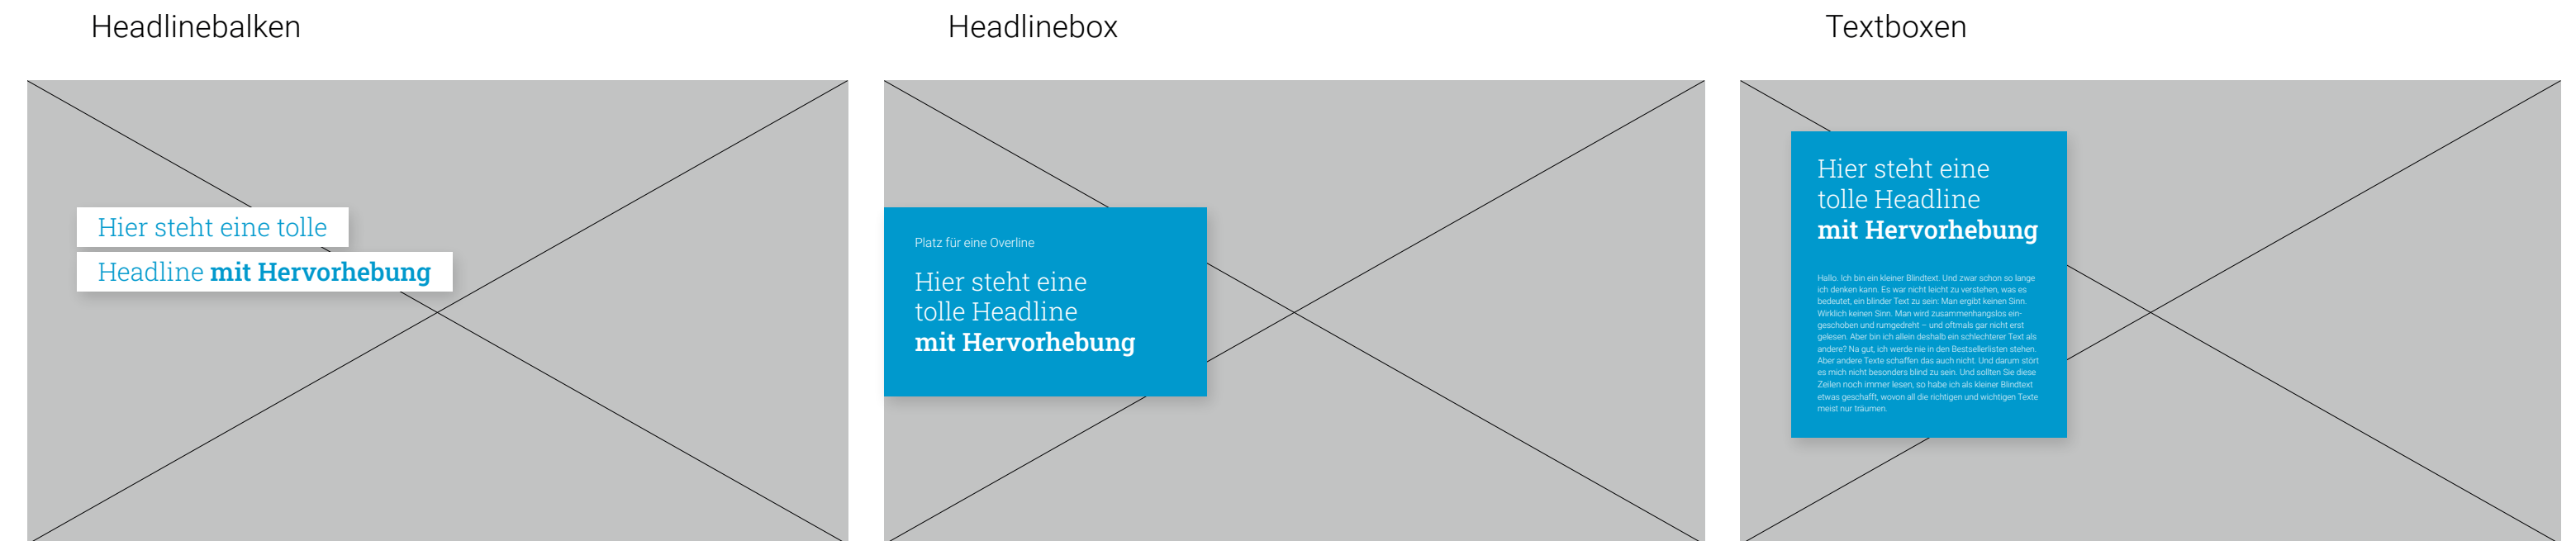 Headlinebalken
Hier steht eine tolle
Headline mit Hervorhebung
Headlinebox
Platz für eine Overline
Hier steht eine
tolle Headline
mit Hervorhebung
Textboxen
Hier steht eine
tolle Headline
mit Hervorhebung
Hallo. Ich bin ein kleiner Blindtext. Und zwar schon so lange
ich denken kann. Es war nicht leicht zu verstehen, was es
bedeutet, ein blinder Text zu sein: Man ergibt keinen Sinn.
Wirklich keinen Sinn. Man wird zusammenhangslos ein-
geschoben und rumgedreht – und oftmals gar nicht erst
gelesen. Aber bin ich allein deshalb ein schlechterer Text als
andere? Na gut, ich werde nie in den Bestsellerlisten stehen.
Aber andere Texte schaffen das auch nicht. Und darum stört
es mich nicht besonders blind zu sein. Und sollten Sie diese
Zeilen noch immer lesen, so habe ich als kleiner Blindtext
etwas geschafft, wovon all die richtigen und wichtigen Texte
meist nur träumen.